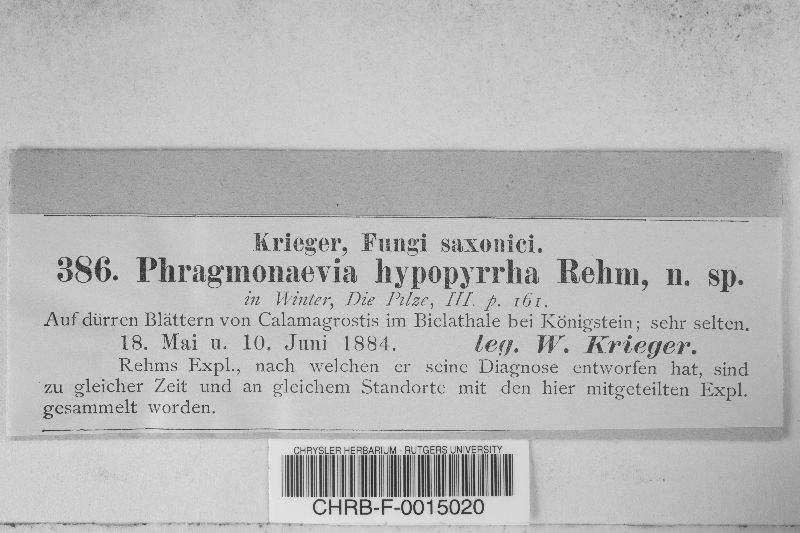 Krieger, Fungi saxonici.
386. Phragmonaevia hypopyrrha Rehm, n. sp.
in Winter, Die Pilze, III. p. 161.
Auf dürren Blättern von Calamagrostis im Bielathale bei Königstein; sehr selten.
18. Mai u. 10. Juni 1884. leg. W. Krieger.
Rehms Expl., nach welchen er seine Diagnose entworfen hat, sind
zu gleicher Zeit und an gleichem Standorte mit den hier mitgeteilten Expl.
gesammelt worden.
CHRYSLER HERBARIUM - RUTGERS UNIVERSITY
CHRB-F-0015020